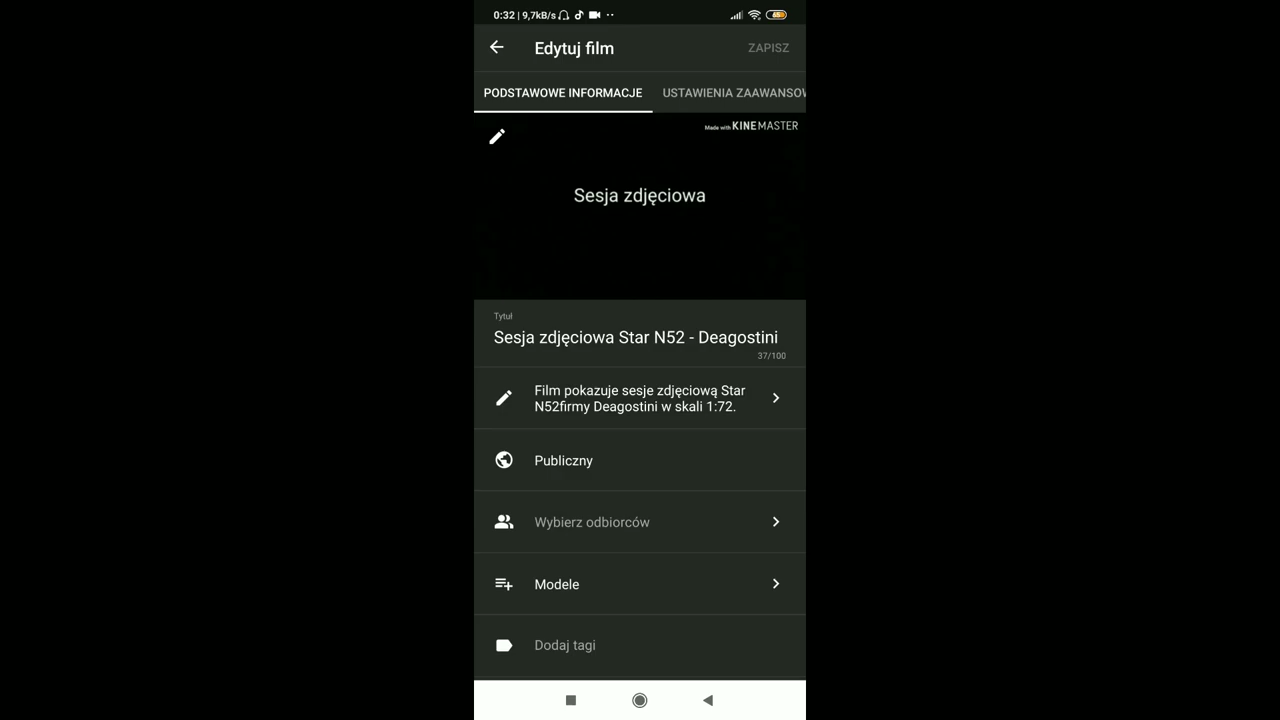 0:32 | 9,7kB/s
65
Edytuj film
ZAPISZ
PODSTAWOWE INFORMACJE
USTAWIENIA ZAAWANSOW
Made with KINEMASTER
Sesja zdjęciowa
Tytuł
Sesja zdjęciowa Star N52 - Deagostini
37/100
Film pokazuje sesje zdjęciową Star
N52firmy Deagostini w skali 1:72.
Publiczny
Wybierz odbiorców
Modele
Dodaj tagi